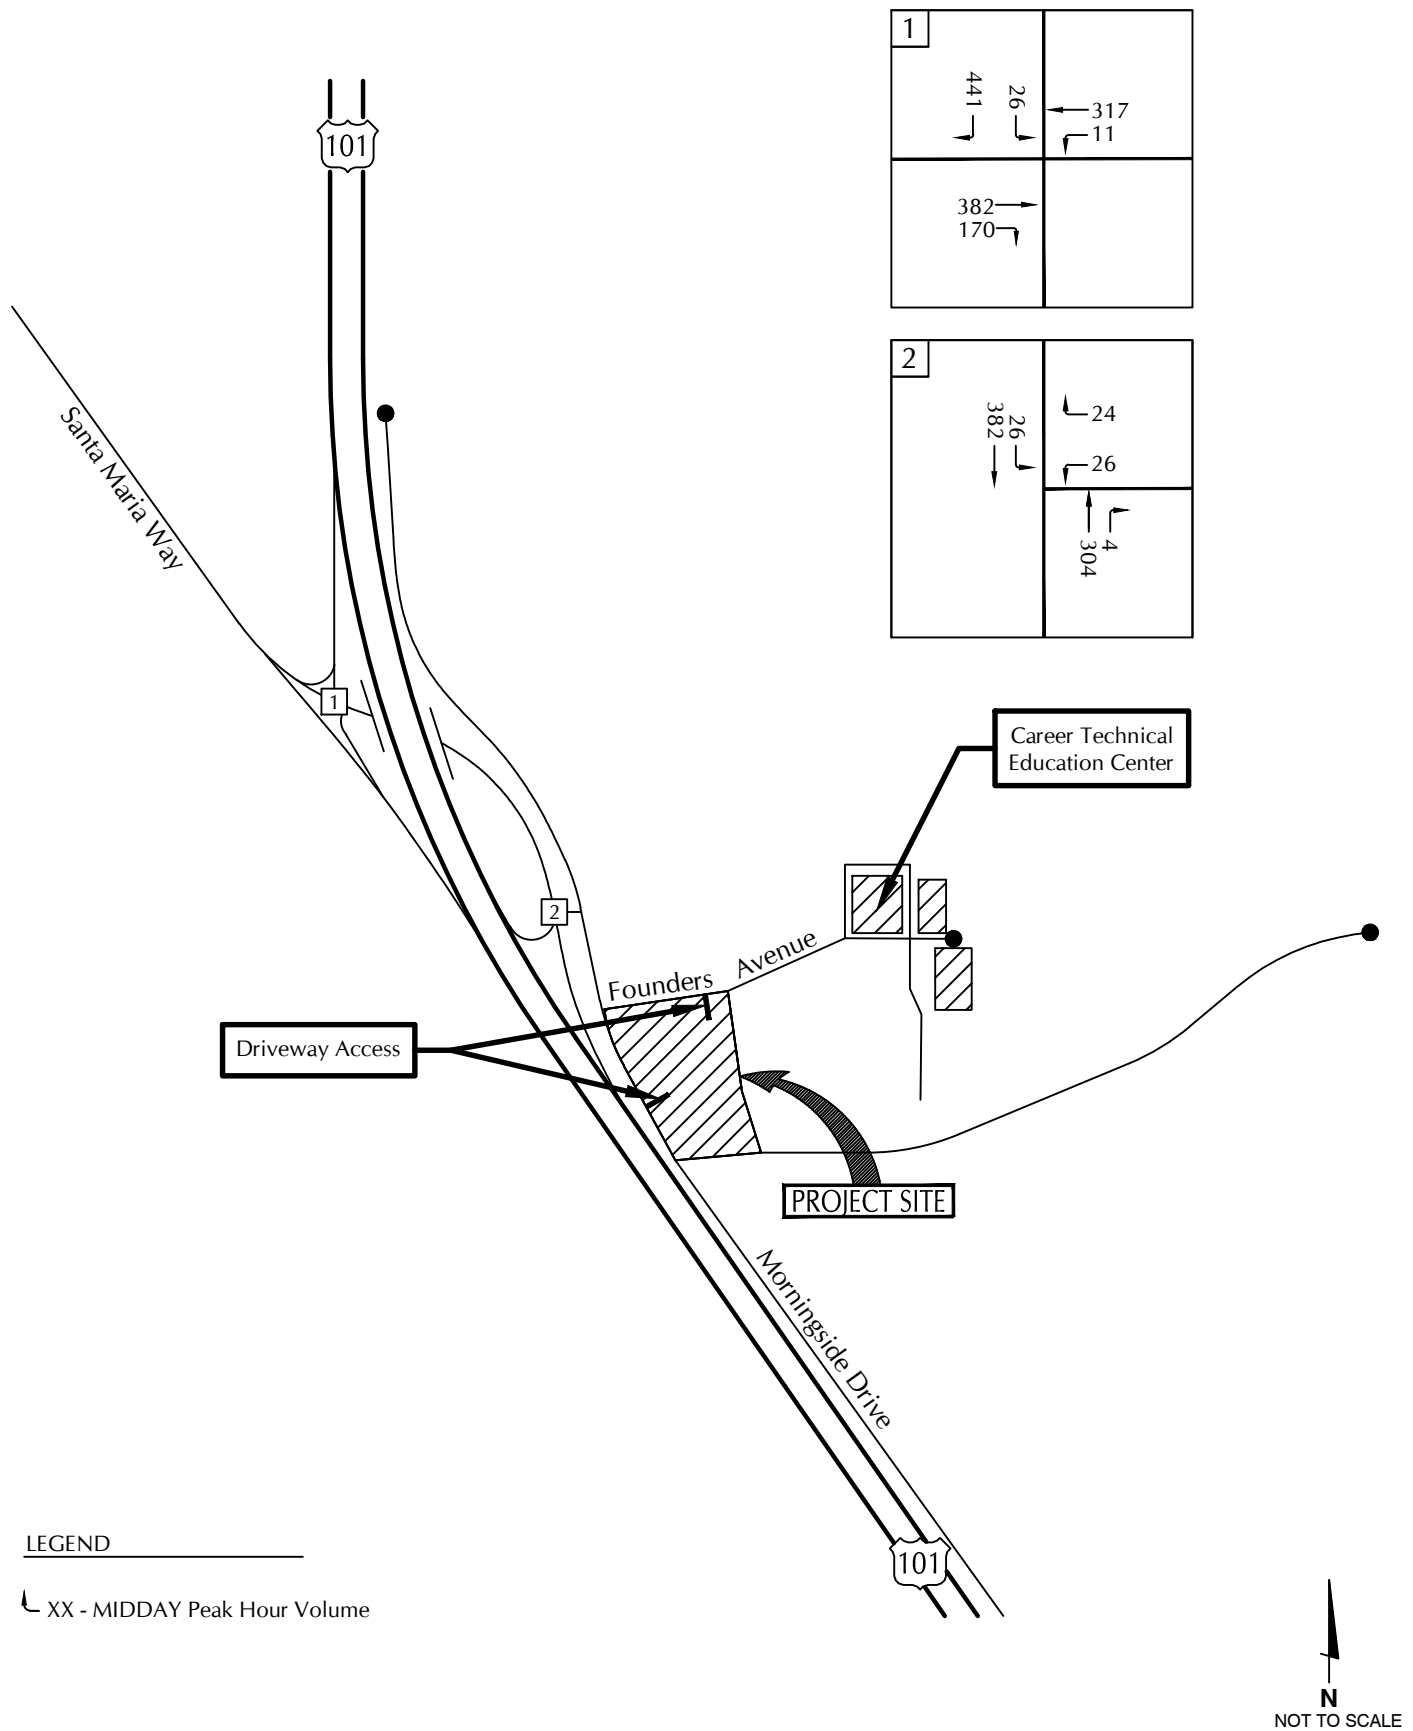 1
441
26
317
11
382
170
101
2
382
26
24
26
4
304
Santa Maria Way
1
Career Technical
Education Center
2
Founders Avenue
Driveway Access
PROJECT SITE
Morningside Drive
101
LEGEND
XX - MIDDAY Peak Hour Volume
N
NOT TO SCALE